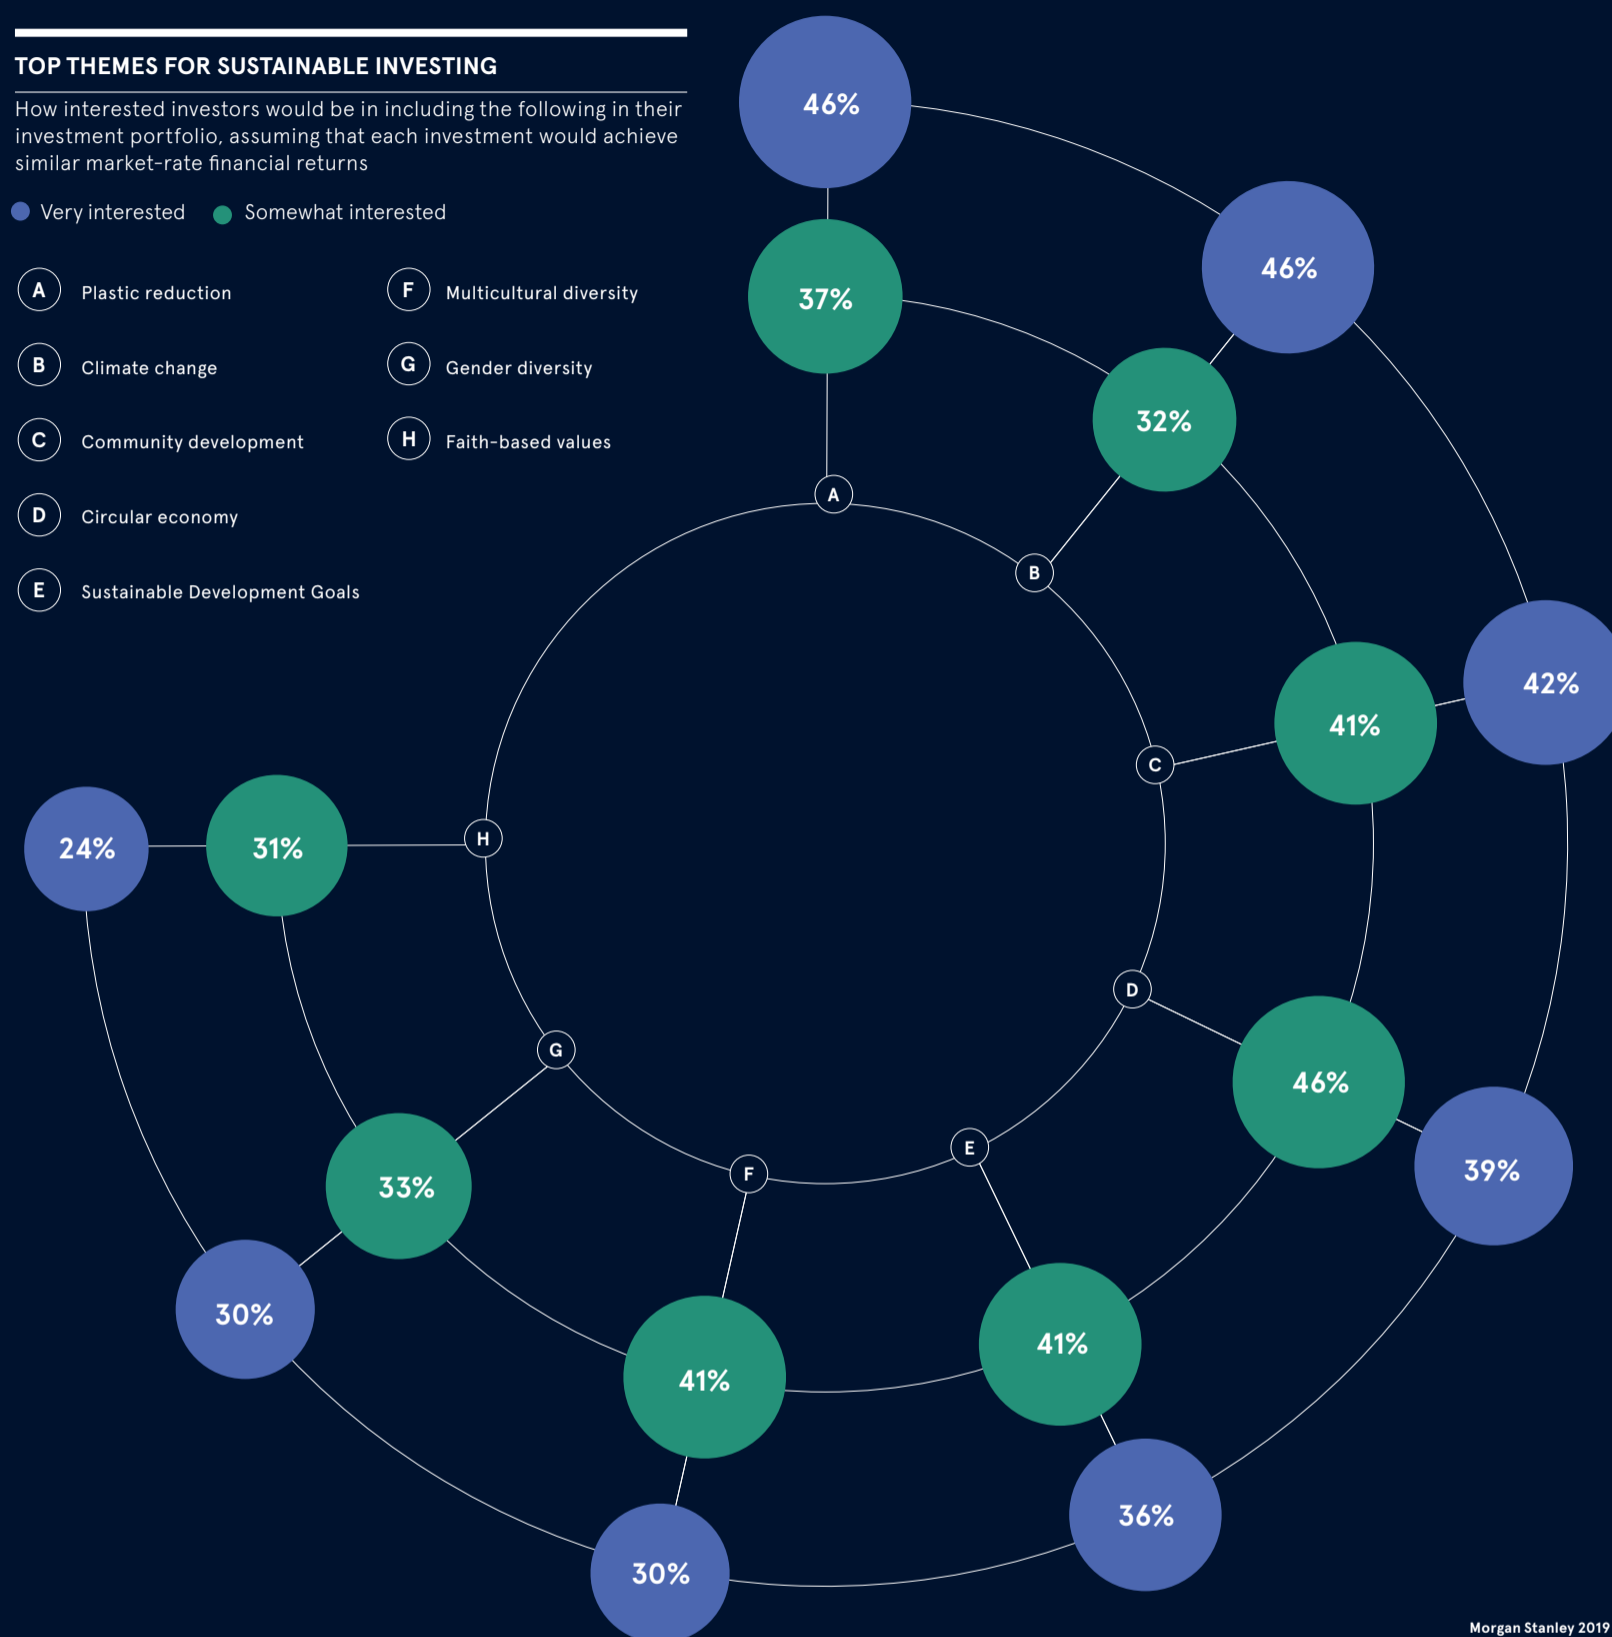 TOP THEMES FOR SUSTAINABLE INVESTING
How interested investors would be in including the following in their
investment portfolio, assuming that each investment would achieve
similar market-rate financial returns
Very interested
Somewhat interested
A Plastic reduction
B Climate change
C Community development
D Circular economy
E Sustainable Development Goals
F Multicultural diversity
G Gender diversity
H Faith-based values
46%
37%
A
46%
32%
B
42%
41%
C
39%
46%
D
36%
41%
E
30%
41%
F
30%
33%
G
24%
31%
H
Morgan Stanley 2019